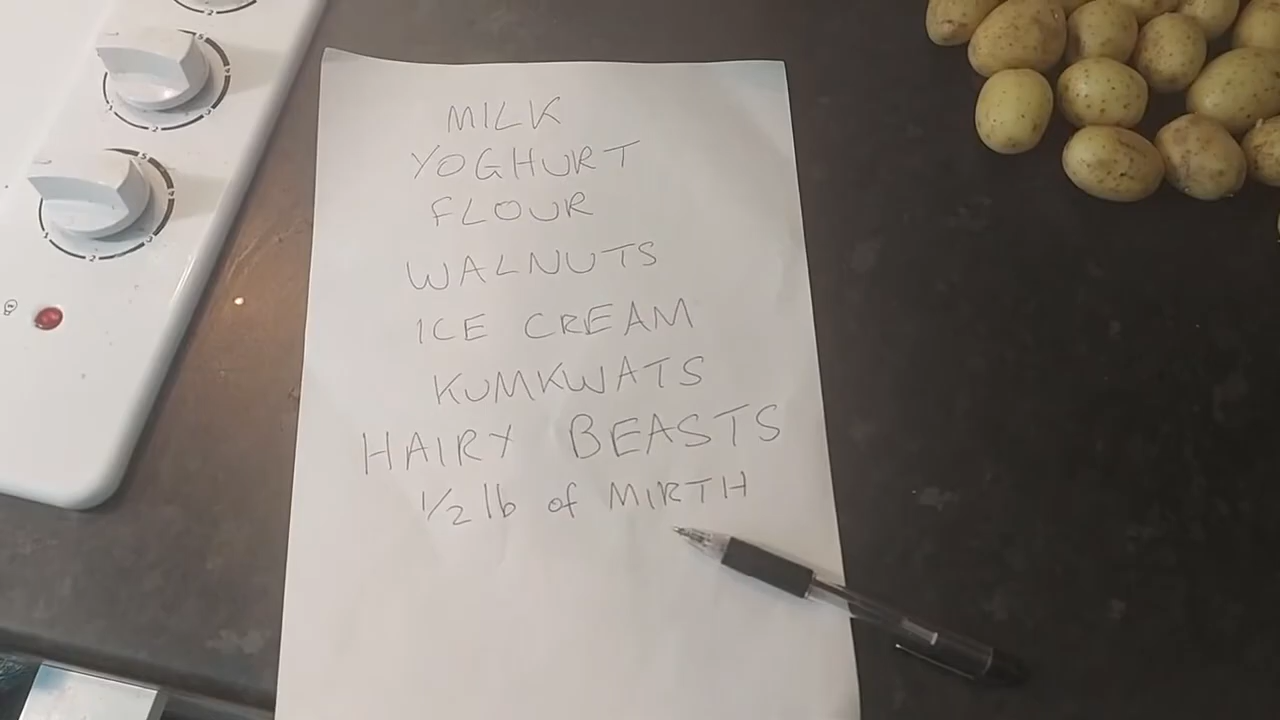 MILK
YOGHURT
FLOUR
WALNUTS
ICE CREAM
KUMKWATS
HAIRY BEASTS
1/2 lb of MIRTH